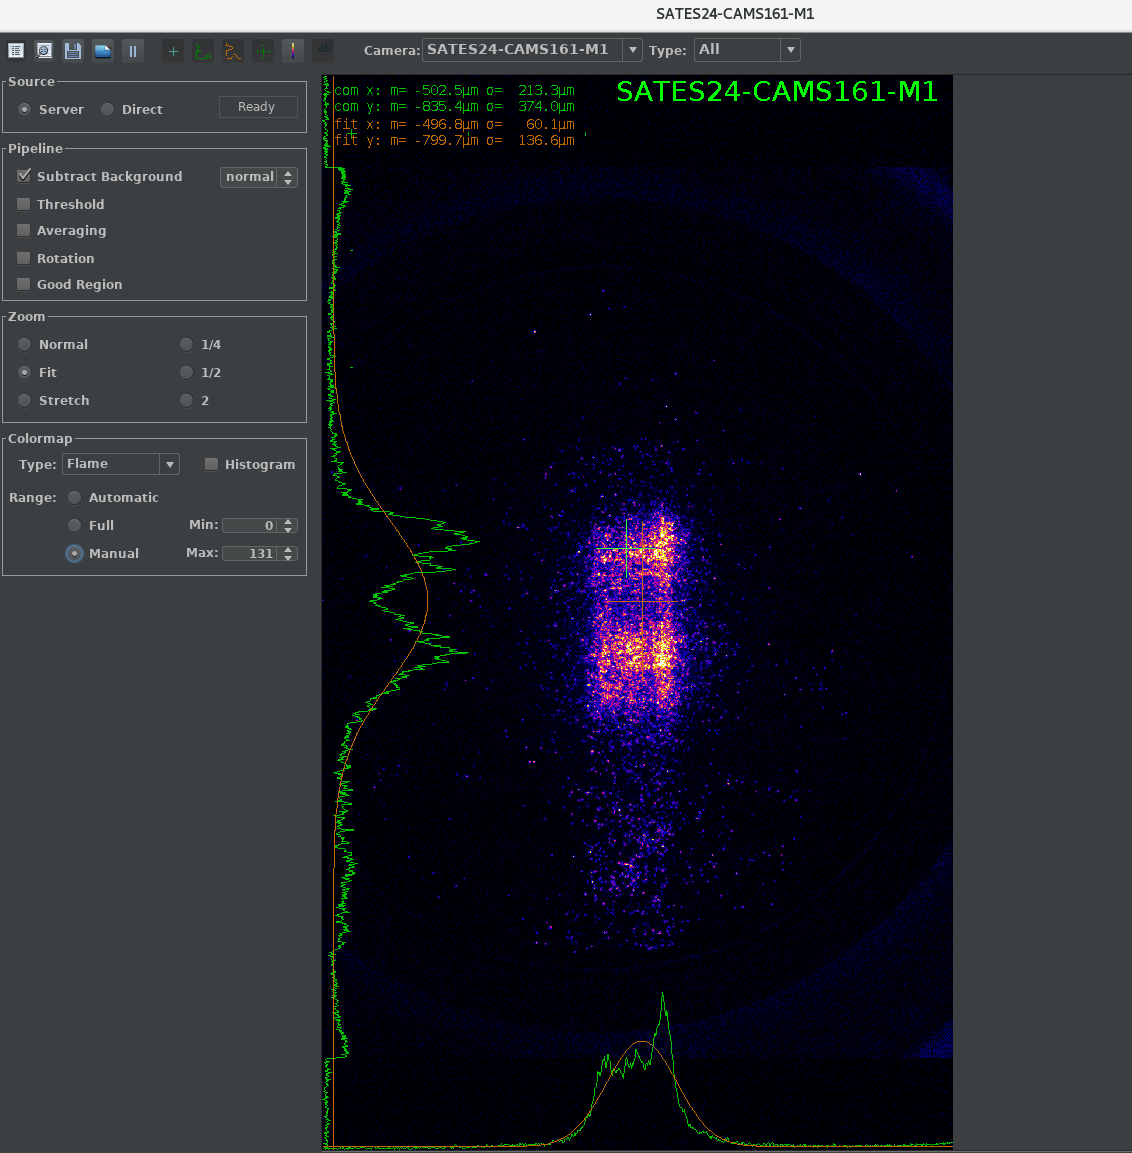 SATES24-CAMS161-M1
Camera: SATES24-CAMS161-M1 Type: All
Source
Server Direct Ready
Pipeline
Subtract Background normal
Threshold
Averaging
Rotation
Good Region
Zoom
Normal 1/4
Fit 1/2
Stretch 2
Colormap
Type: Flame Histogram
Range: Automatic
Full Min: 0
Manual Max: 131
SATES24-CAMS161-M1
com x: m= -502.5µm σ= 213.3µm
com y: m= -835.4µm σ= 374.0µm
fit x: m= -496.8µm σ= 60.1µm
fit y: m= -799.7µm σ= 136.6µm